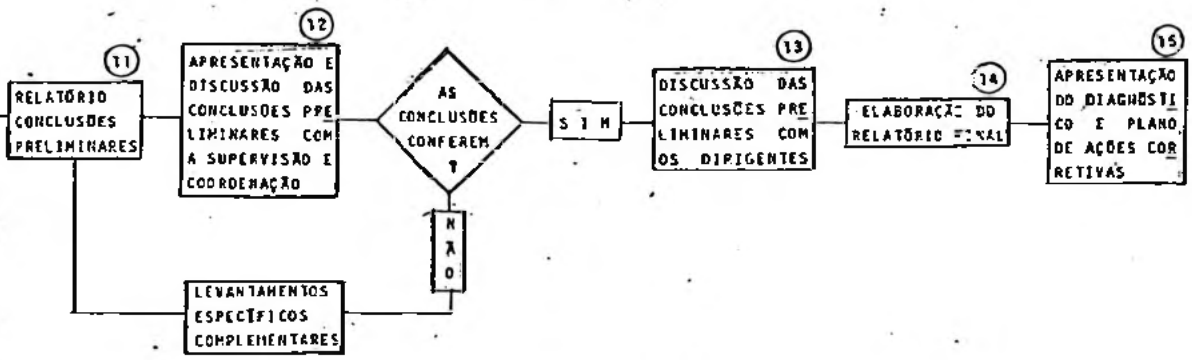 11
RELATÓRIO
CONCLUSÕES
PRELIMINARES
12
APRESENTAÇÃO E
DISCUSSÃO DAS
CONCLUSÕES PRE
LIMINARES COM
A SUPERVISÃO E
COORDENAÇÃO
AS
CONCLUSÕES
CONFEREM
?
SIM
NÃO
LEVANTAMENTOS
ESPECÍFICOS
COMPLEMENTARES
13
DISCUSSÃO DAS
CONCLUSÕES PRE
LIMINARES COM
OS DIRIGENTES
14
ELABORAÇÃO DO
RELATÓRIO FINAL
15
APRESENTAÇÃO
DO DIAGNÓSTI
CO E PLANO
DE AÇÕES COR
RETIVAS